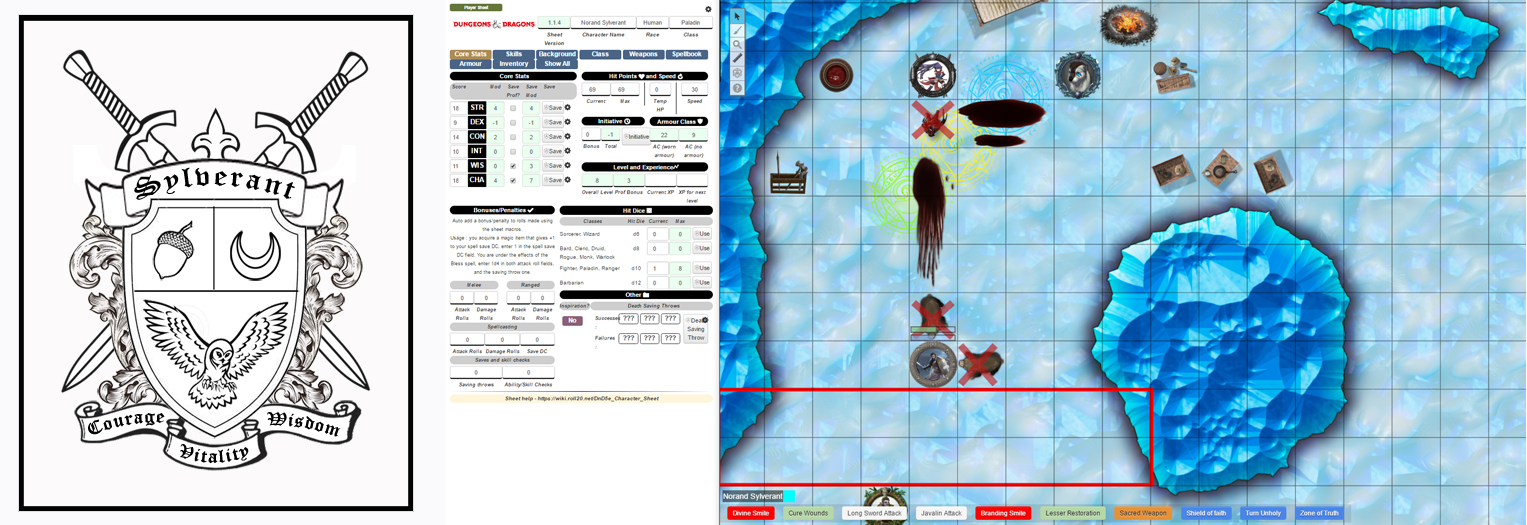 Sylverant
Courage
Wisdom
Vitality
Player Sheet
DUNGEONS & DRAGONS
1.1.4 Norand Sylverant Human Paladin
Sheet Version Character Name Race Class
Core Stats Skills Background Class Weapons Spellbook
Armour Inventory Show All
Core Stats
Score Mod Save Prof? Save Mod Save
18 STR 4 4 Save
9 DEX -1 -1 Save
14 CON 2 2 Save
10 INT 0 0 Save
11 WIS 0 3 Save
18 CHA 4 7 Save
Hit Points and Speed
69 69 0 30
Current Max Temp HP Speed
Initiative
0 -1 Initiative
Bonus Total
Armour Class
22 9
AC (worn armour) AC (no armour)
Level and Experience
8 3
Overall Level Prof Bonus Current XP XP for next level
Bonuses/Penalties
Auto add a bonus/penalty to rolls made using
the sheet macros.
Usage : you acquire a magic item that gives +1
to your spell save DC, enter 1 in the spell save
DC field. You are under the effects of the
Bless spell, enter 1d4 in both attack roll fields,
and the saving throw one.
Melee Ranged
0 0 0 0
Attack Rolls Damage Rolls Attack Rolls Damage Rolls
Spellcasting
0 0 0
Attack Rolls Damage Rolls Save DC
Saves and skill checks
0 0
Saving throws Ability/Skill Checks
Hit Dice
Classes Hit Die Current Max
Sorcerer, Wizard d6 0 0 Use
Bard, Cleric, Druid, Rogue, Monk, Warlock d8 0 0 Use
Fighter, Paladin, Ranger d10 1 8 Use
Barbarian d12 0 0 Use
Other
Inspiration? Death Saving Throws
No
Successes : ??? ??? ???
Failures : ??? ??? ???
Saving Throw
Sheet help - https://wiki.roll20.net/DnD5e_Character_Sheet
Norand Sylverant
Divine Smite Cure Wounds Long Sword Attack Javalin Attack Branding Smite Lesser Restoration Sacred Weapon Shield of faith Turn Unholy Zone of Truth